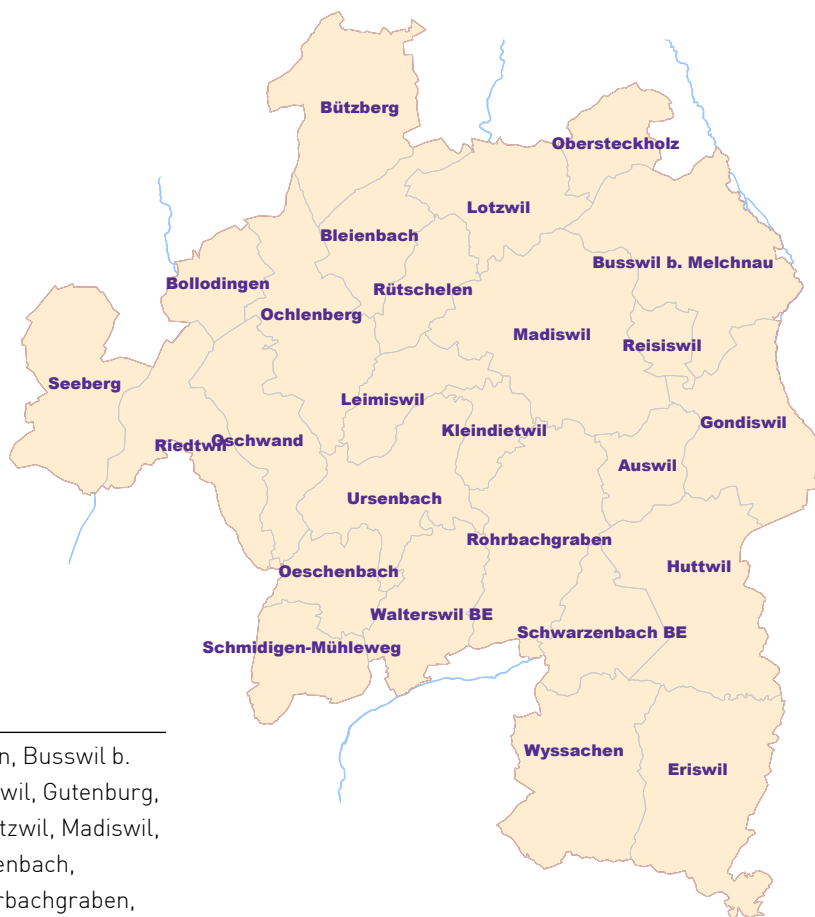 Bützberg
Obersteckholz
Lotzwil
Bleienbach
Busswil b. Melchnau
Bollodingen
Rütschelen
Ochlenberg
Madiswil
Reisiswil
Seeberg
Leimiswil
Gondiswil
Kleindietwil
Riedtwil
Oschwand
Auswil
Ursenbach
Rohrbachgraben
Huttwil
Oeschenbach
Walterswil BE
Schwarzenbach BE
Schmidigen-Mühleweg
Wyssachen
Eriswil
n, Busswil b.
wil, Gutenburg,
tzwil, Madiswil,
enbach,
rbachgraben,